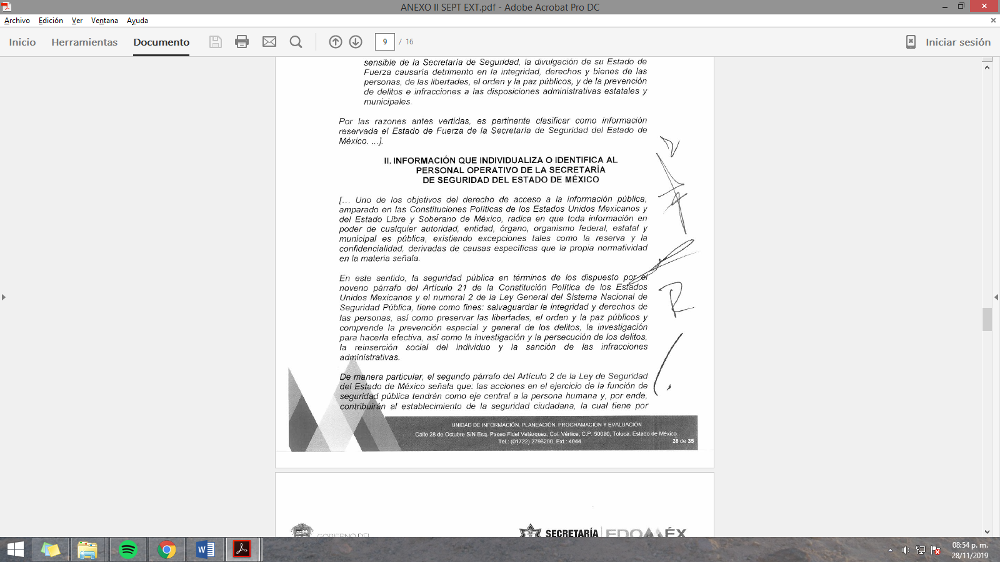 ANEXO II SEPT EXT.pdf - Adobe Acrobat Pro DC
Archivo Edición Ver Ventana Ayuda
Inicio Herramientas Documento 9 / 16 Iniciar sesión
sensible de la Secretaría de Seguridad, la divulgación de su Estado de
Fuerza causaría detrimento en la integridad, derechos y bienes de las
personas, de las libertades, el orden y la paz públicos, y de la prevención
de delitos e infracciones a las disposiciones administrativas estatales y
municipales.
Por las razones antes vertidas, es pertinente clasificar como información
reservada el Estado de Fuerza de la Secretaría de Seguridad del Estado de
México. ...].
II. INFORMACIÓN QUE INDIVIDUALIZA O IDENTIFICA AL
PERSONAL OPERATIVO DE LA SECRETARÍA
DE SEGURIDAD DEL ESTADO DE MÉXICO
[... Uno de los objetivos del derecho de acceso a la información pública,
amparado en las Constituciones Políticas de los Estados Unidos Mexicanos y
del Estado Libre y Soberano de México, radica en que toda información en
poder de cualquier autoridad, entidad, órgano, organismo federal, estatal y
municipal es pública, existiendo excepciones tales como la reserva y la
confidencialidad, derivadas de causas específicas que la propia normatividad
en la materia señala.
En este sentido, la seguridad pública en términos de los dispuesto por el
noveno párrafo del Artículo 21 de la Constitución Política de los Estados
Unidos Mexicanos y el numeral 2 de la Ley General del Sistema Nacional de
Seguridad Pública, tiene como fines: salvaguardar la integridad y derechos de
las personas, así como preservar las libertades, el orden y la paz públicos y
comprende la prevención especial y general de los delitos, la investigación
para hacerla efectiva, así como la investigación y la persecución de los delitos,
la reinserción social del individuo y la sanción de las infracciones
administrativas.
De manera particular, el segundo párrafo del Artículo 2 de la Ley de Seguridad
del Estado de México señala que: las acciones en el ejercicio de la función de
seguridad pública tendrán como eje central a la persona humana y, por ende,
contribuirán al establecimiento de la seguridad ciudadana, la cual tiene por
UNIDAD DE INFORMACIÓN, PLANEACIÓN, PROGRAMACIÓN Y EVALUACIÓN
Calle 28 de Octubre S/N Esq. Paseo Fidel Velázquez, Col. Vértice, C.P. 50090, Toluca. Estado de México
Tel.: (01722) 2796200, Ext.: 4044.
28 de 35
GOBIERNO DEL SECRETARÍA EDOMÉX
08:54 p. m.
28/11/2019